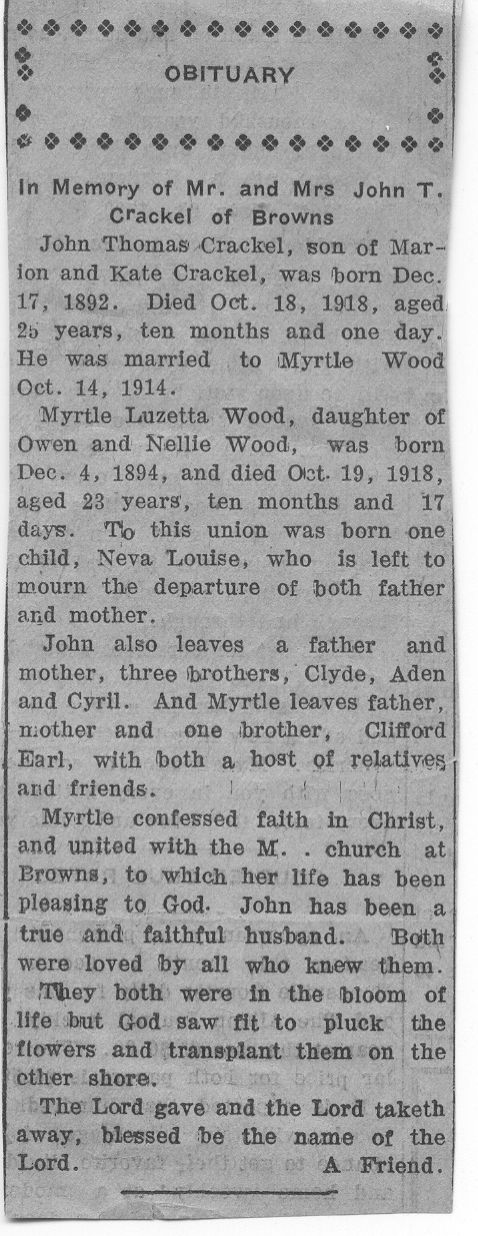 OBITUARY
In Memory of Mr. and Mrs John T.
Crackel of Browns
John Thomas Crackel, son of Mar-
ion and Kate Crackel, was born Dec.
17, 1892. Died Oct. 18, 1918, aged
25 years, ten months and one day.
He was married to Myrtle Wood
Oct. 14, 1914.
Myrtle Luzetta Wood, daughter of
Owen and Nellie Wood, was born
Dec. 4, 1894, and died Oct. 19, 1918,
aged 23 years, ten months and 17
days. To this union was born one
child, Neva Louise, who is left to
mourn the departure of both father
and mother.
John also leaves a father and
mother, three brothers, Clyde, Aden
and Cyril. And Myrtle leaves father,
mother and one brother, Clifford
Earl, with both a host of relatives
and friends.
Myrtle confessed faith in Christ,
and united with the M. . church at
Browns, to which her life has been
pleasing to God. John has been a
true and faithful husband. Both
were loved by all who knew them.
They both were in the bloom of
life but God saw fit to pluck the
flowers and transplant them on the
other shore.
The Lord gave and the Lord taketh
away, blessed be the name of the
Lord. A Friend.